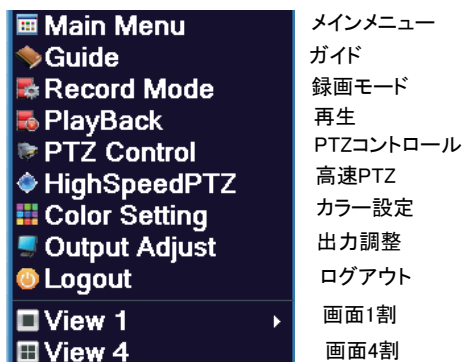 Main Menu メインメニュー
Guide ガイド
Record Mode 録画モード
PlayBack 再生
PTZ Control PTZコントロール
HighSpeedPTZ 高速PTZ
Color Setting カラー設定
Output Adjust 出力調整
Logout ログアウト
View 1 画面1割
View 4 画面4割